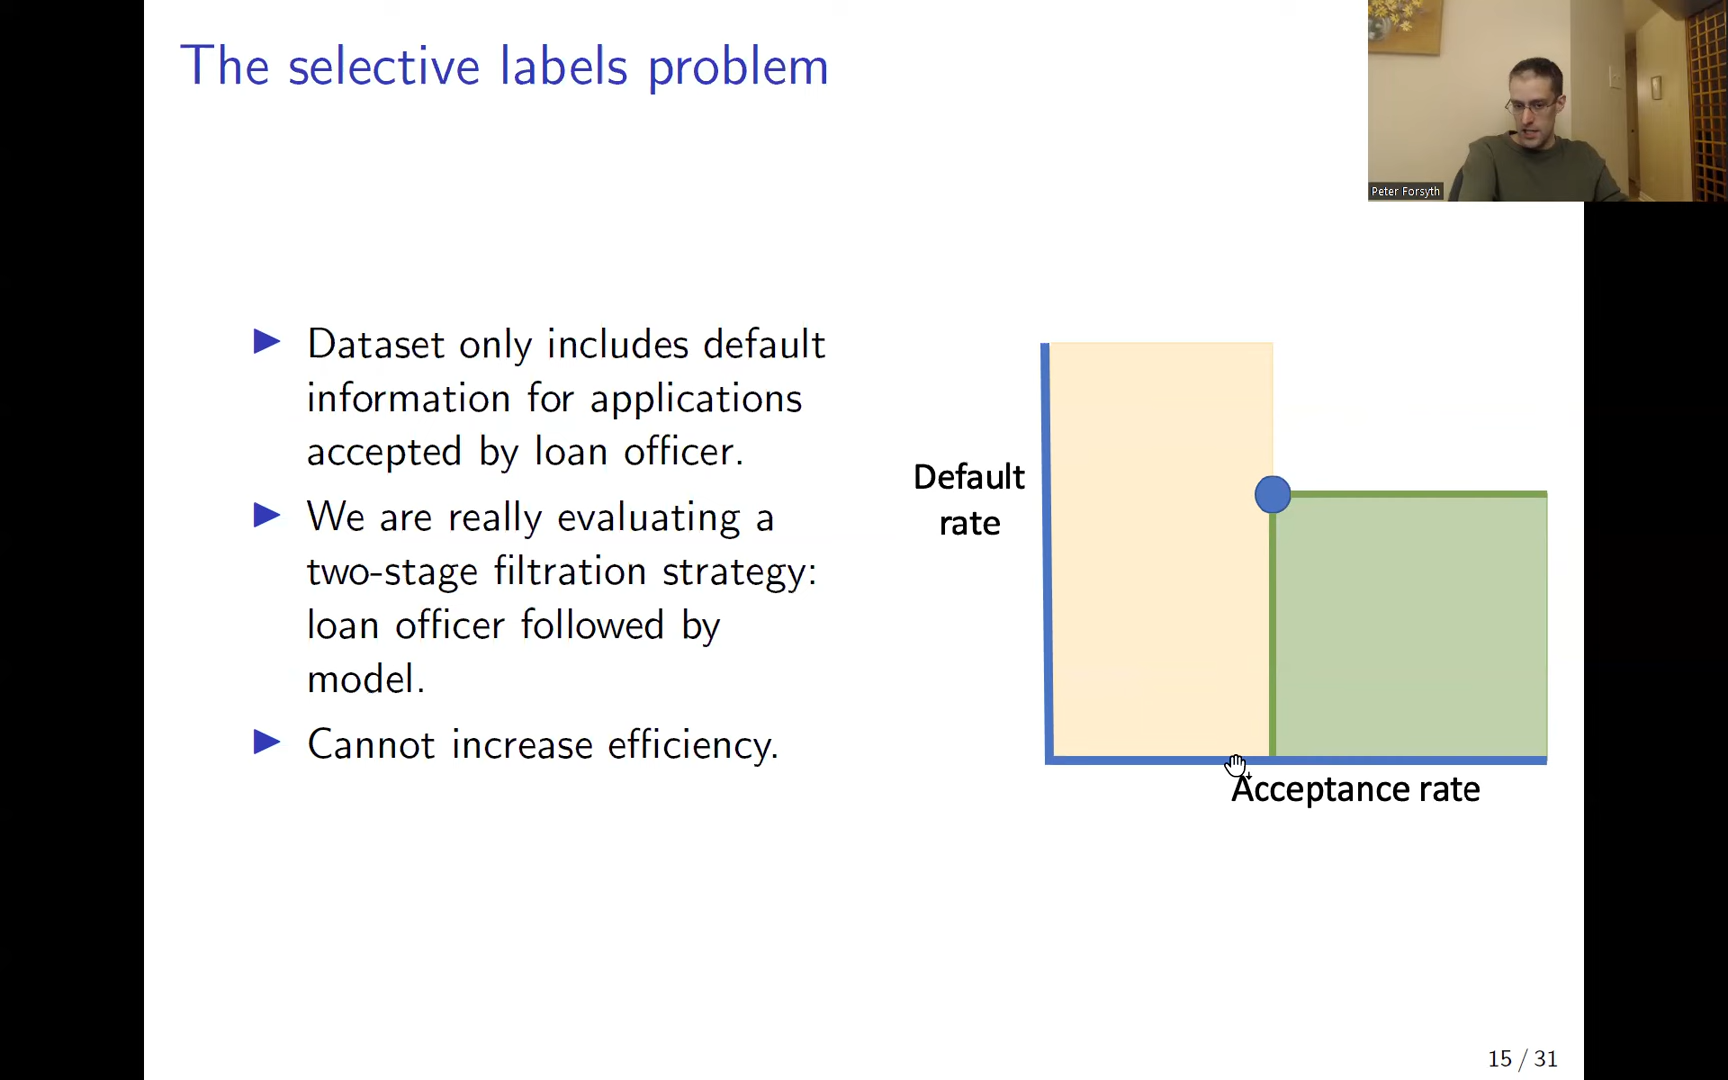 The selective labels problem
Peter Forsyth
▶ Dataset only includes default
information for applications
accepted by loan officer.
▶ We are really evaluating a
two-stage filtration strategy:
loan officer followed by
model.
▶ Cannot increase efficiency.
Default
rate
Acceptance rate
15 / 31